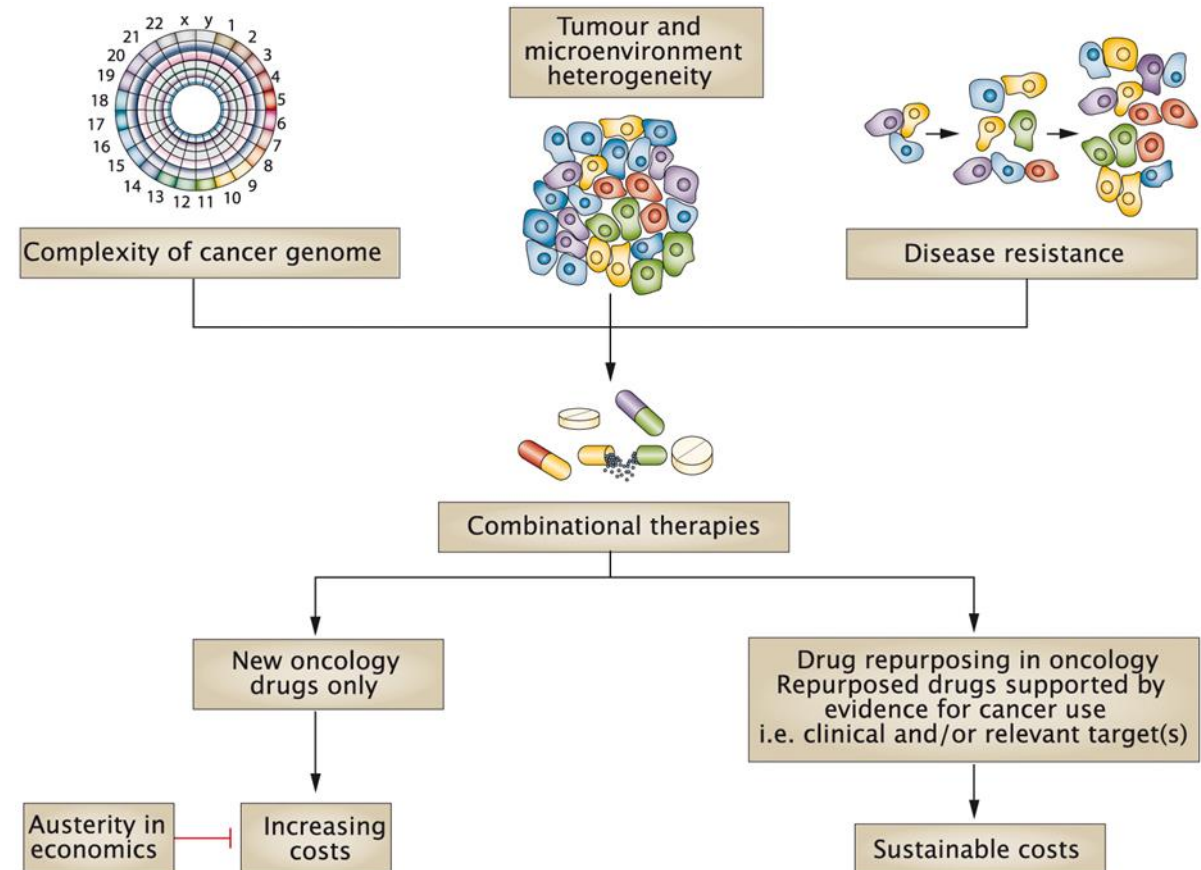 22
x
y
1
2
3
4
5
6
7
8
9
10
11
12
13
14
15
16
17
18
19
20
21
Complexity of cancer genome
Tumour and
microenvironment
heterogeneity
Disease resistance
Combinational therapies
New oncology
drugs only
Drug repurposing in oncology
Repurposed drugs supported by
evidence for cancer use
i.e. clinical and/or relevant target(s)
Austerity in
economics
Increasing
costs
Sustainable costs